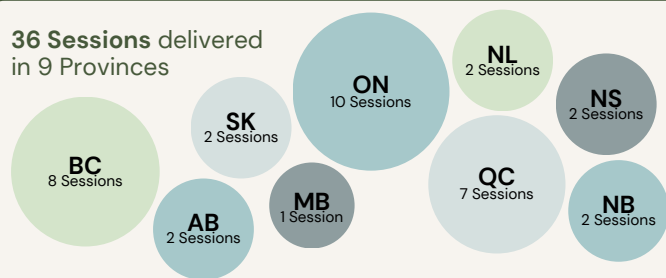 36 Sessions delivered
in 9 Provinces
BC
8 Sessions
SK
2 Sessions
AB
2 Sessions
MB
1 Session
ON
10 Sessions
NL
2 Sessions
QC
7 Sessions
NS
2 Sessions
NB
2 Sessions